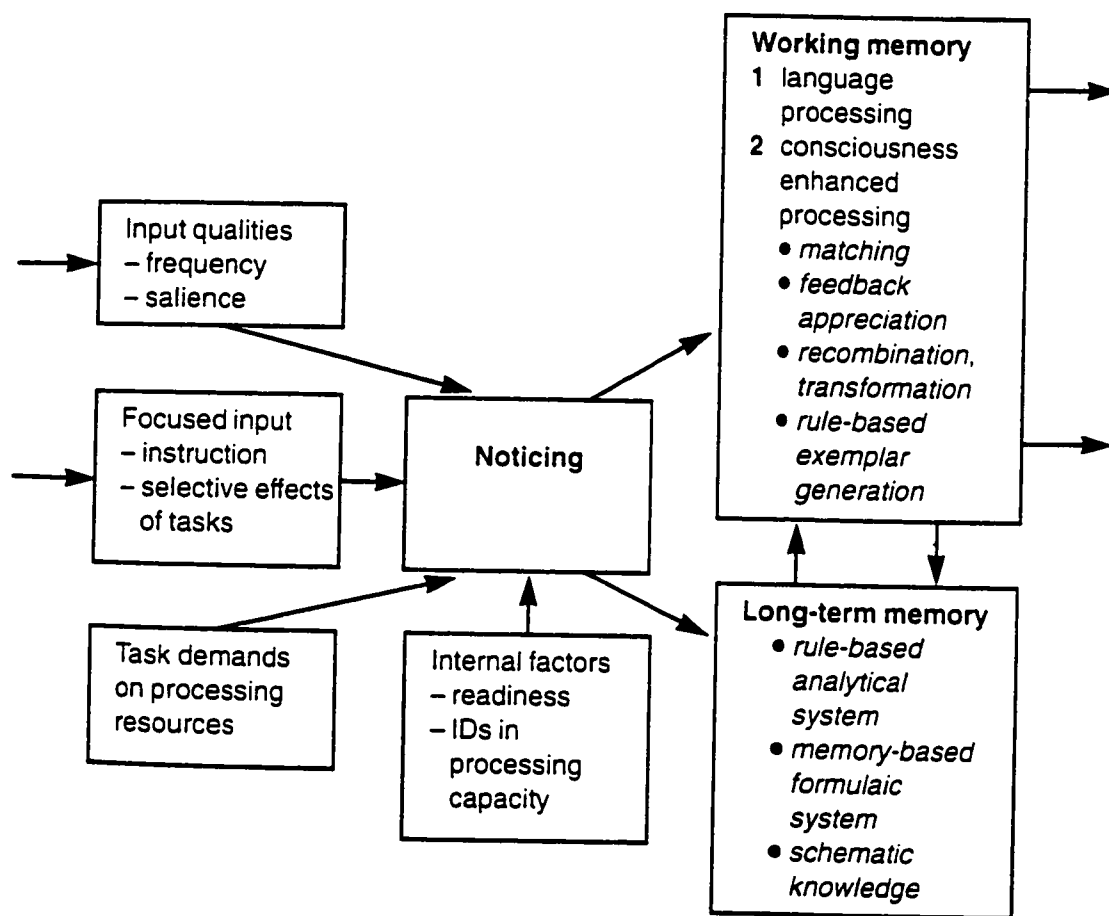 Input qualities
– frequency
– salience
Focused input
– instruction
– selective effects
of tasks
Task demands
on processing
resources
Noticing
Internal factors
– readiness
– IDs in
processing
capacity
Working memory
1 language
processing
2 consciousness
enhanced
processing
• matching
• feedback
appreciation
• recombination,
transformation
• rule-based
exemplar
generation
Long-term memory
• rule-based
analytical
system
• memory-based
formulaic
system
• schematic
knowledge